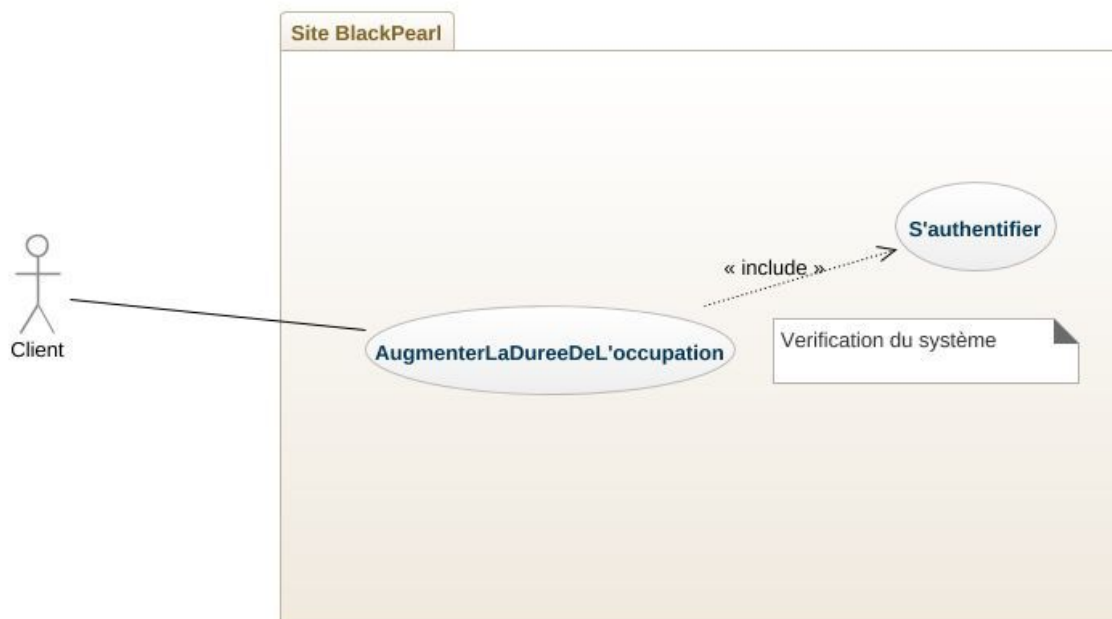 Site BlackPearl
S'authentifier
« include »
Verification du système
Client
AugmenterLaDureeDeL'occupation